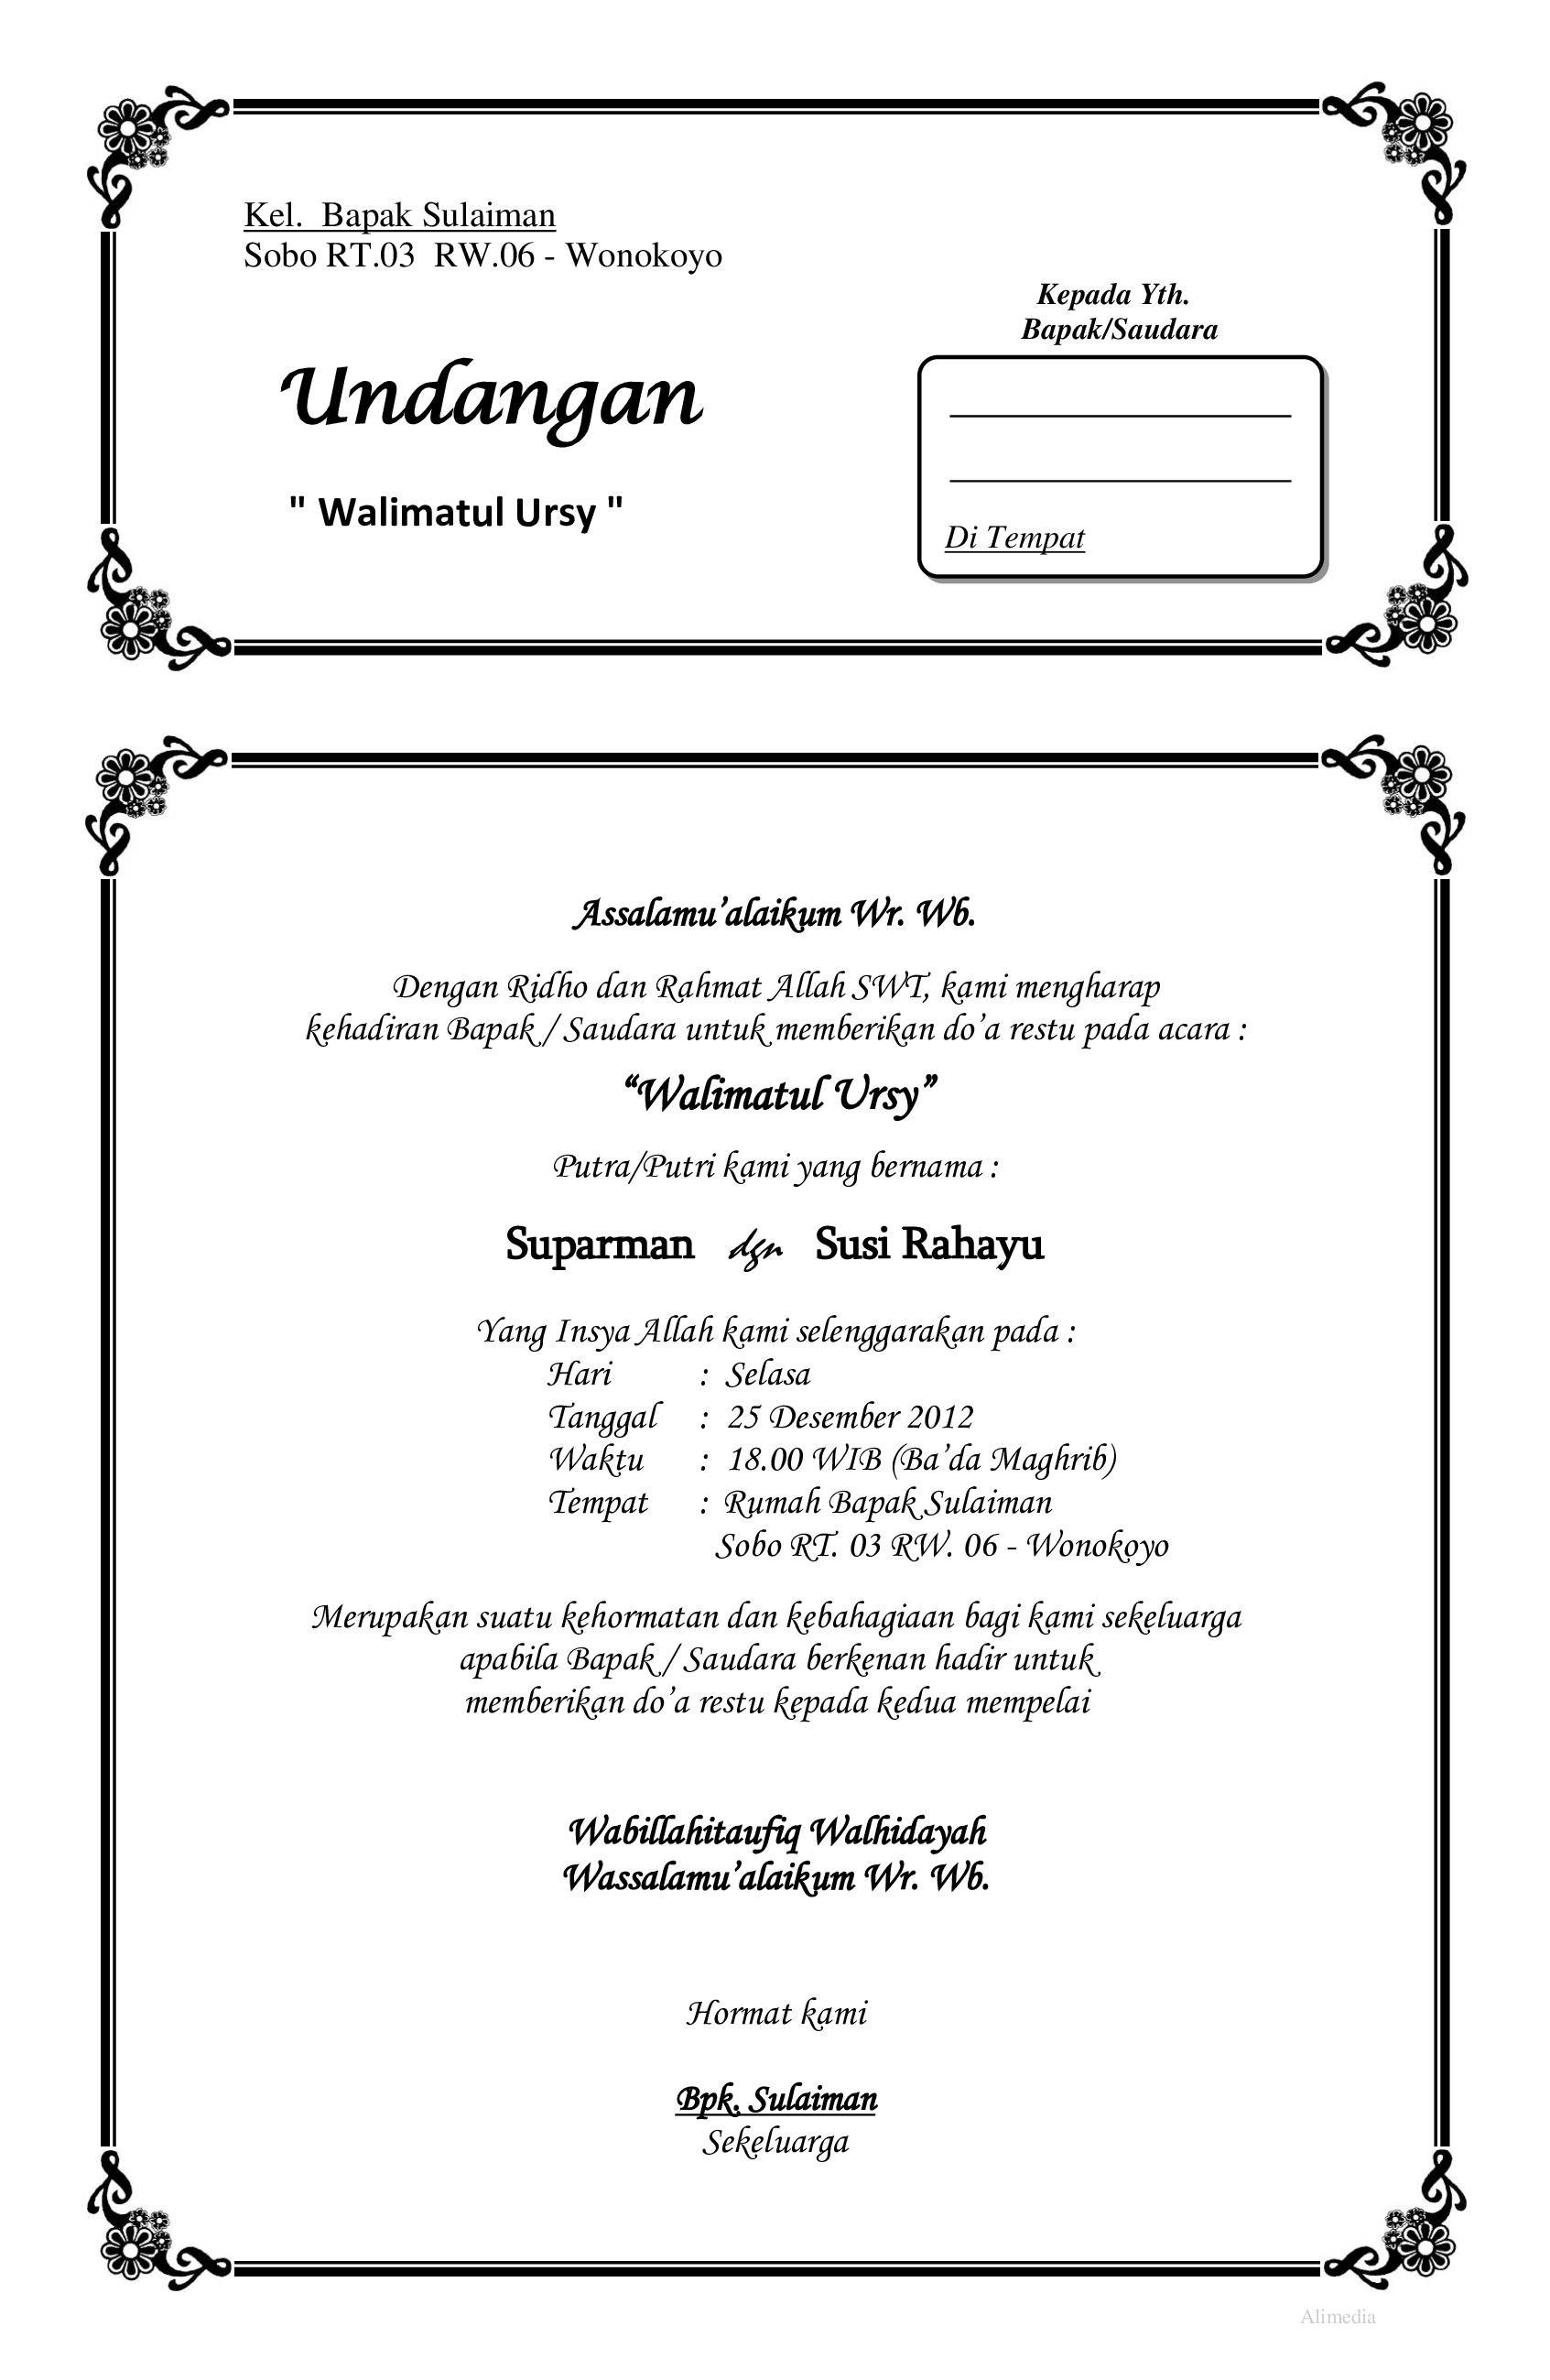 Kel.  Bapak Sulaiman
Sobo RT.03  RW.06 - Wonokoyo
Kepada Yth.
Bapak/Saudara
Undangan
" Walimatul Ursy "
Di Tempat
Assalamu’alaikum Wr. Wb.
Dengan Ridho dan Rahmat Allah SWT, kami mengharap
kehadiran Bapak / Saudara untuk memberikan do’a restu pada acara :
“Walimatul Ursy”
Putra/Putri kami yang bernama :
Suparman dgn Susi Rahayu
Yang Insya Allah kami selenggarakan pada :
Hari : Selasa
Tanggal : 25 Desember 2012
Waktu : 18.00 WIB (Ba’da Maghrib)
Tempat : Rumah Bapak Sulaiman
Sobo RT. 03 RW. 06 - Wonokoyo
Merupakan suatu kehormatan dan kebahagiaan bagi kami sekeluarga
apabila Bapak / Saudara berkenan hadir untuk
memberikan do’a restu kepada kedua mempelai
Wabillahitaufiq Walhidayah
Wassalamu’alaikum Wr. Wb.
Hormat kami
Bpk. Sulaiman
Sekeluarga
Alimedia